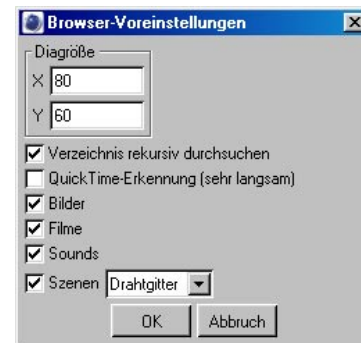 Browser-Voreinstellungen
Diagröße
X 80
Y 60
Verzeichnis rekursiv durchsuchen
QuickTime-Erkennung (sehr langsam)
Bilder
Filme
Sounds
Szenen Drahtgitter
OK Abbruch